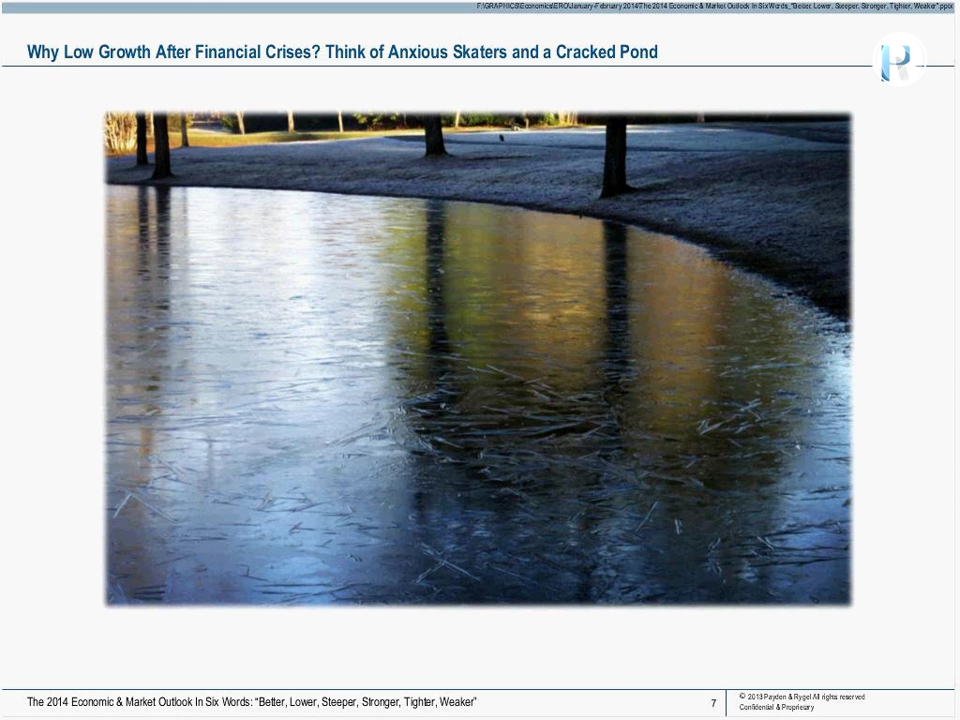 F:\GRAPHICS\Economics\ERO\January-February 2014\The 2014 Economic & Market Outlook In Six Words_"Better, Lower, Steeper, Stronger, Tighter, Weaker".pptx
Why Low Growth After Financial Crises? Think of Anxious Skaters and a Cracked Pond
The 2014 Economic & Market Outlook In Six Words: “Better, Lower, Steeper, Stronger, Tighter, Weaker”
7
© 2013 Payden & Rygel All rights reserved
Confidential & Proprietary